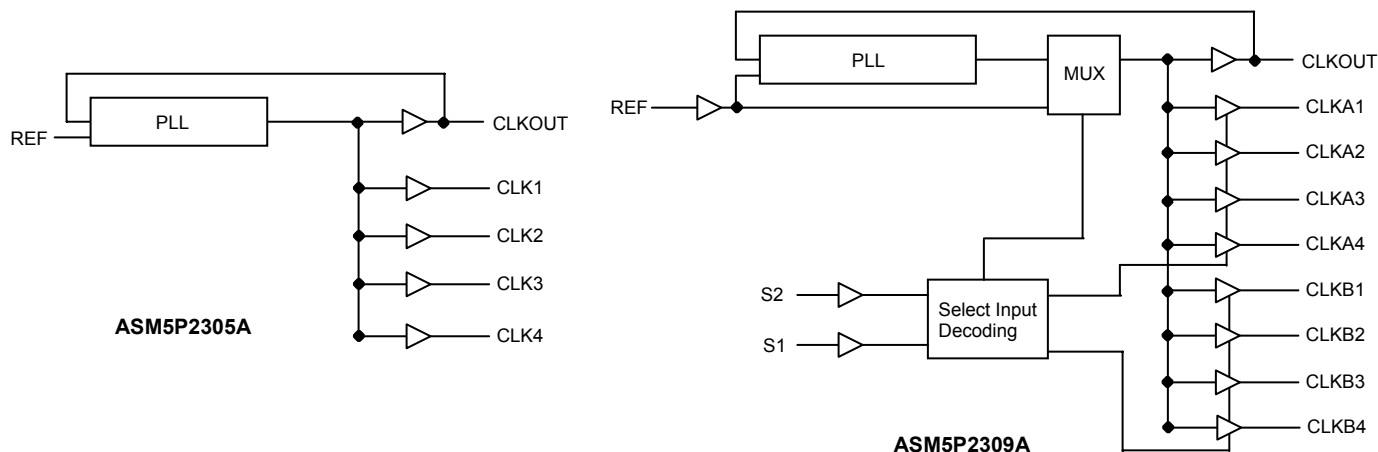 PLL
REF
CLKOUT
CLK1
CLK2
CLK3
CLK4
ASM5P2305A
PLL
MUX
REF
CLKOUT
CLKA1
CLKA2
CLKA3
CLKA4
S2
S1
Select Input
Decoding
CLKB1
CLKB2
CLKB3
CLKB4
ASM5P2309A